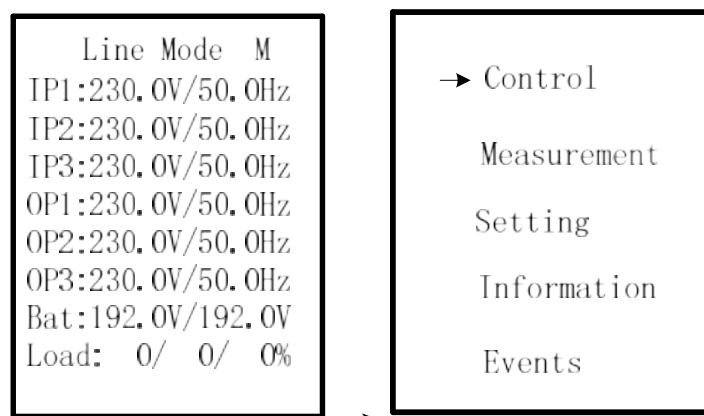 Line Mode M
IP1:230.0V/50.0Hz
IP2:230.0V/50.0Hz
IP3:230.0V/50.0Hz
OP1:230.0V/50.0Hz
OP2:230.0V/50.0Hz
OP3:230.0V/50.0Hz
Bat:192.0V/192.0V
Load: 0/ 0/ 0%
Control
Measurement
Setting
Information
Events